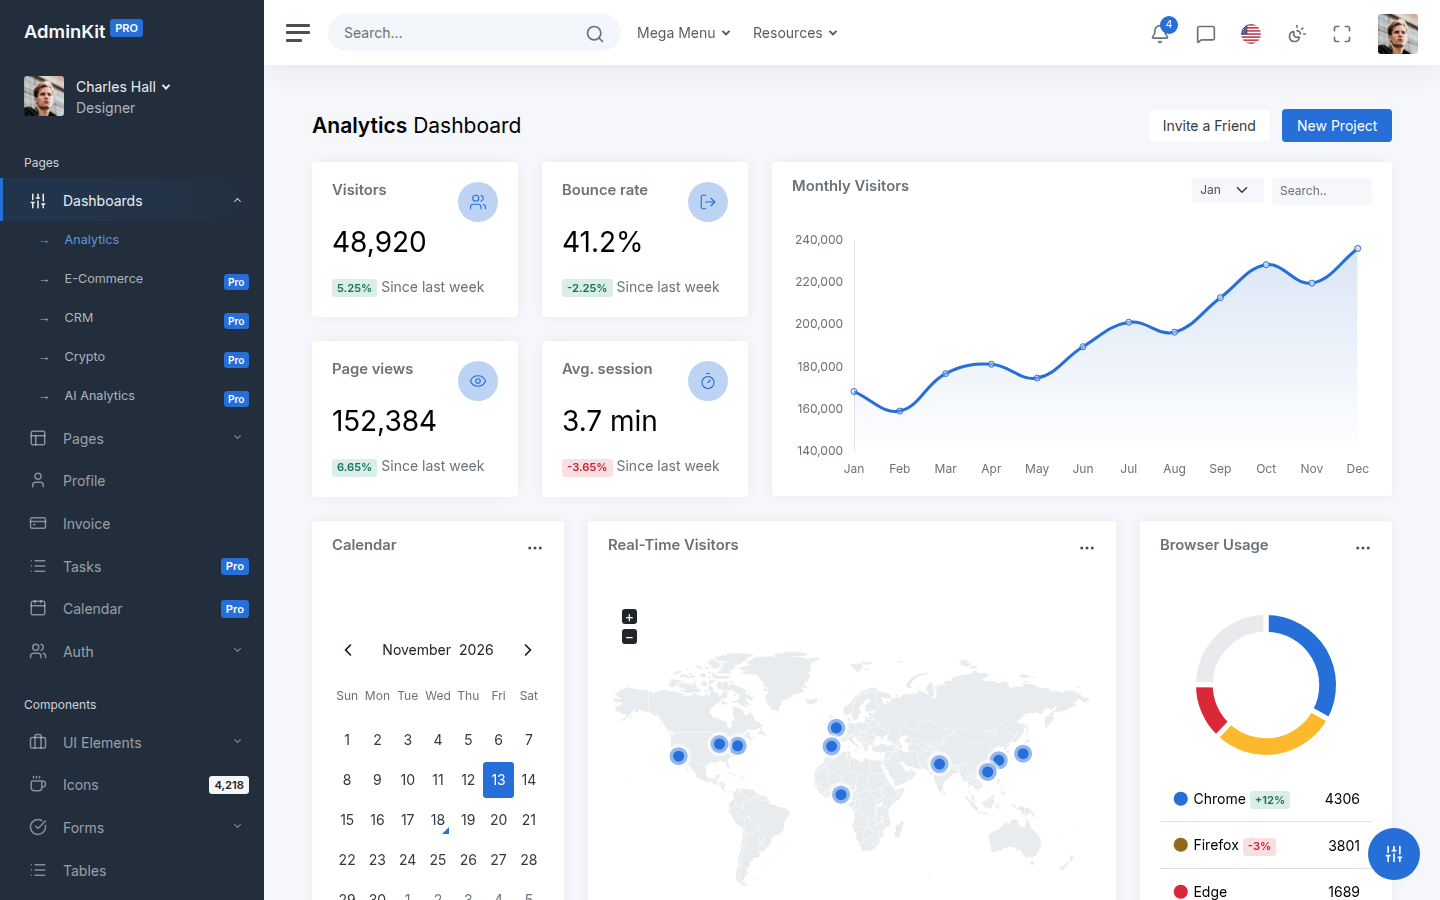 AdminKit PRO
Charles Hall
Designer
Pages
Dashboards
→ Analytics
→ E-Commerce Pro
→ CRM Pro
→ Crypto Pro
→ AI Analytics Pro
Pages
Profile
Invoice
Tasks Pro
Calendar Pro
Auth
Components
UI Elements
Icons 4,218
Forms
Tables
Search...
Mega Menu
Resources
4
Analytics Dashboard
Invite a Friend
New Project
Visitors
48,920
5.25% Since last week
Bounce rate
41.2%
-2.25% Since last week
Page views
152,384
6.65% Since last week
Avg. session
3.7 min
-3.65% Since last week
Monthly Visitors
Jan
Search..
240,000
220,000
200,000
180,000
160,000
140,000
Jan Feb Mar Apr May Jun Jul Aug Sep Oct Nov Dec
Calendar
November 2026
Sun Mon Tue Wed Thu Fri Sat
1 2 3 4 5 6 7
8 9 10 11 12 13 14
15 16 17 18 19 20 21
22 23 24 25 26 27 28
29 30 1 2 3 4 5
Real-Time Visitors
+
−
Browser Usage
Chrome +12% 4306
Firefox -3% 3801
Edge 1689